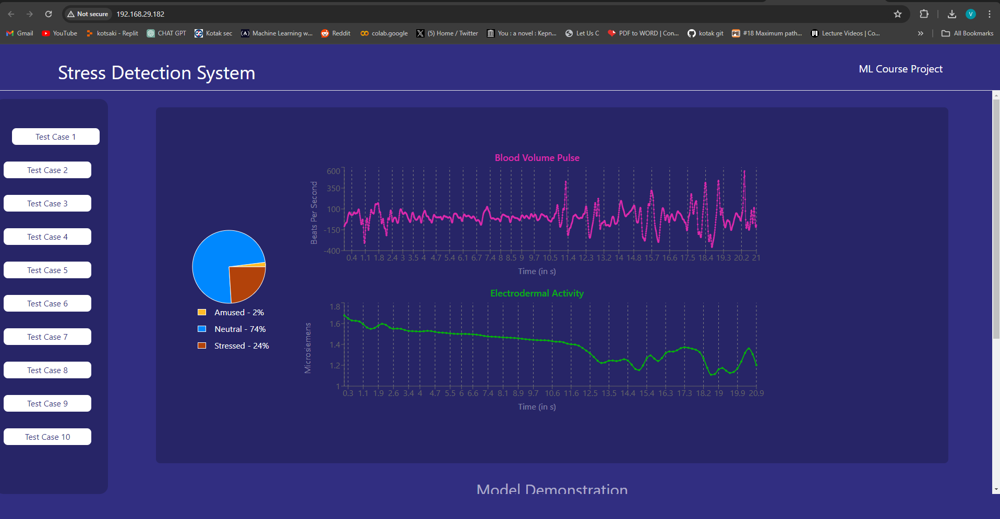 Not secure 192.168.29.182 V
Gmail YouTube kotsaki - Replit CHAT GPT Kotak sec Machine Learning w... Reddit colab.google (5) Home / Twitter You : a novel : Kepn... Let Us C PDF to WORD | Con... kotak git #18 Maximum path... Lecture Videos | Co... » All Bookmarks
Stress Detection System
ML Course Project
Test Case 1
Test Case 2
Test Case 3
Test Case 4
Test Case 5
Test Case 6
Test Case 7
Test Case 8
Test Case 9
Test Case 10
Amused - 2%
Neutral - 74%
Stressed - 24%
Blood Volume Pulse
Beats Per Second
600
350
100
-150
-400
0.4 1.1 1.8 2.4 3 3.5 4 4.7 5.4 6.1 6.7 7.4 8 8.5 9 9.7 10.5 11.4 12.3 13.2 14 14.8 15.7 16.6 17.5 18.4 19.3 20.2 21
Time (in s)
Electrodermal Activity
Microsiemens
1.8
1.6
1.4
1.2
1
0.3 1.1 1.9 2.6 3.4 4 4.7 5.5 6 6.6 7.4 8.1 8.9 9.7 10.6 11.6 12.5 13.5 14.4 15.4 16.3 17.3 18.2 19 19.9 20.9
Time (in s)
Model Demonstration